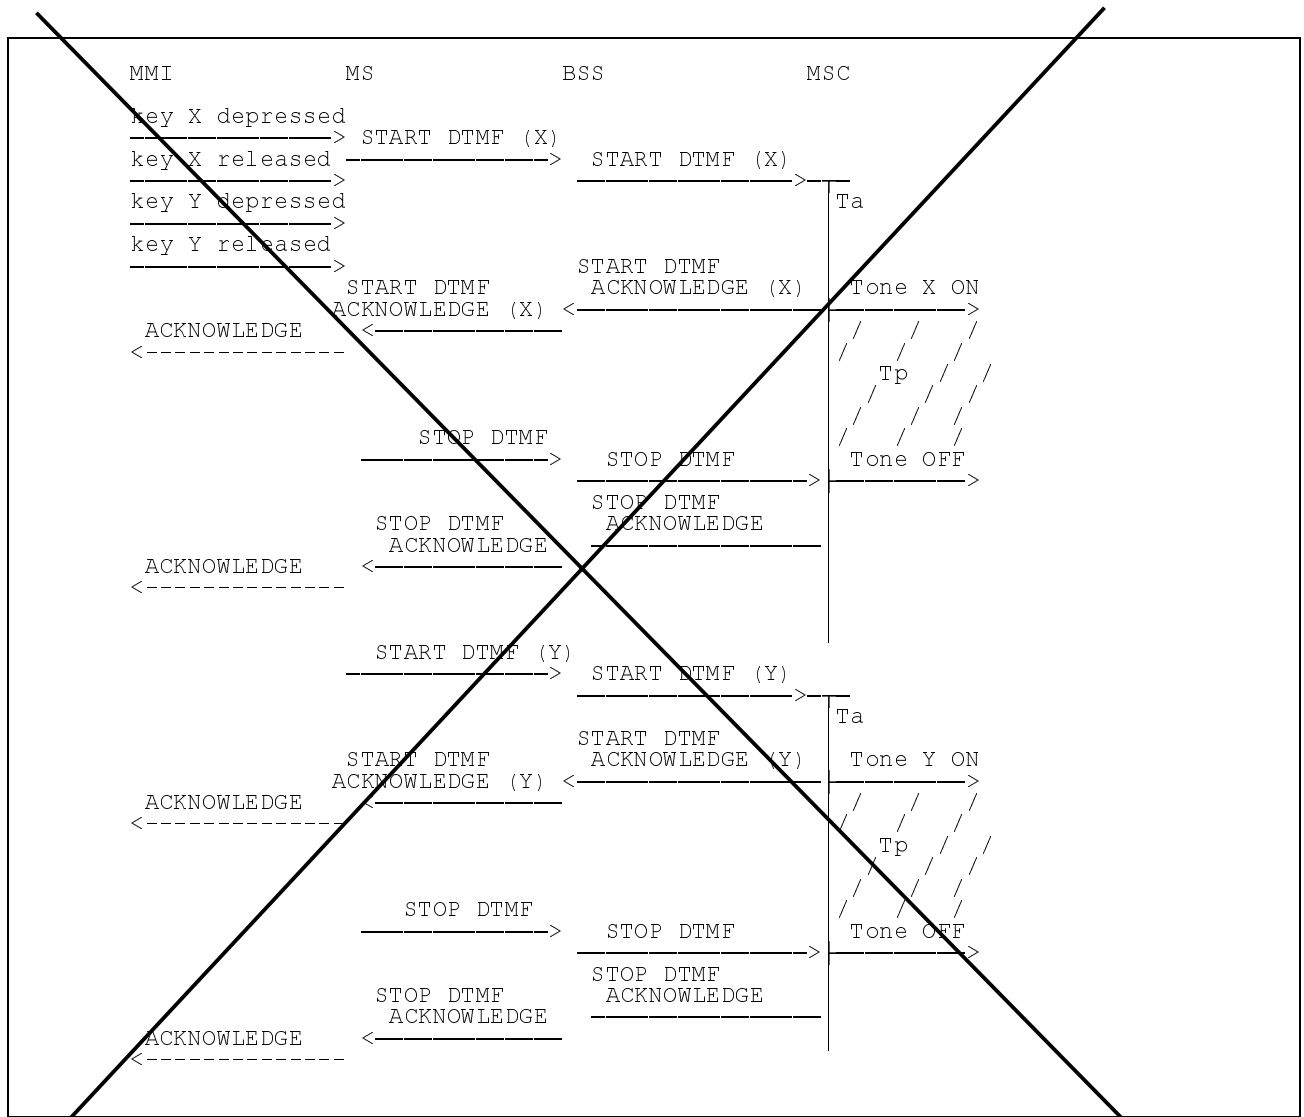 MMI MS BSS MSC
key X depressed
START DTMF (X)
key X released START DTMF (X)
key Y depressed Ta
key Y released
START DTMF
START DTMF ACKNOWLEDGE (X) Tone X ON
ACKNOWLEDGE (X)
ACKNOWLEDGE
Tp
STOP DTMF
STOP DTMF Tone OFF
STOP DTMF
STOP DTMF ACKNOWLEDGE
ACKNOWLEDGE
ACKNOWLEDGE
START DTMF (Y)
START DTMF (Y)
Ta
START DTMF
START DTMF ACKNOWLEDGE (Y) Tone Y ON
ACKNOWLEDGE (Y)
ACKNOWLEDGE
Tp
STOP DTMF
STOP DTMF Tone OFF
STOP DTMF
STOP DTMF ACKNOWLEDGE
ACKNOWLEDGE
ACKNOWLEDGE